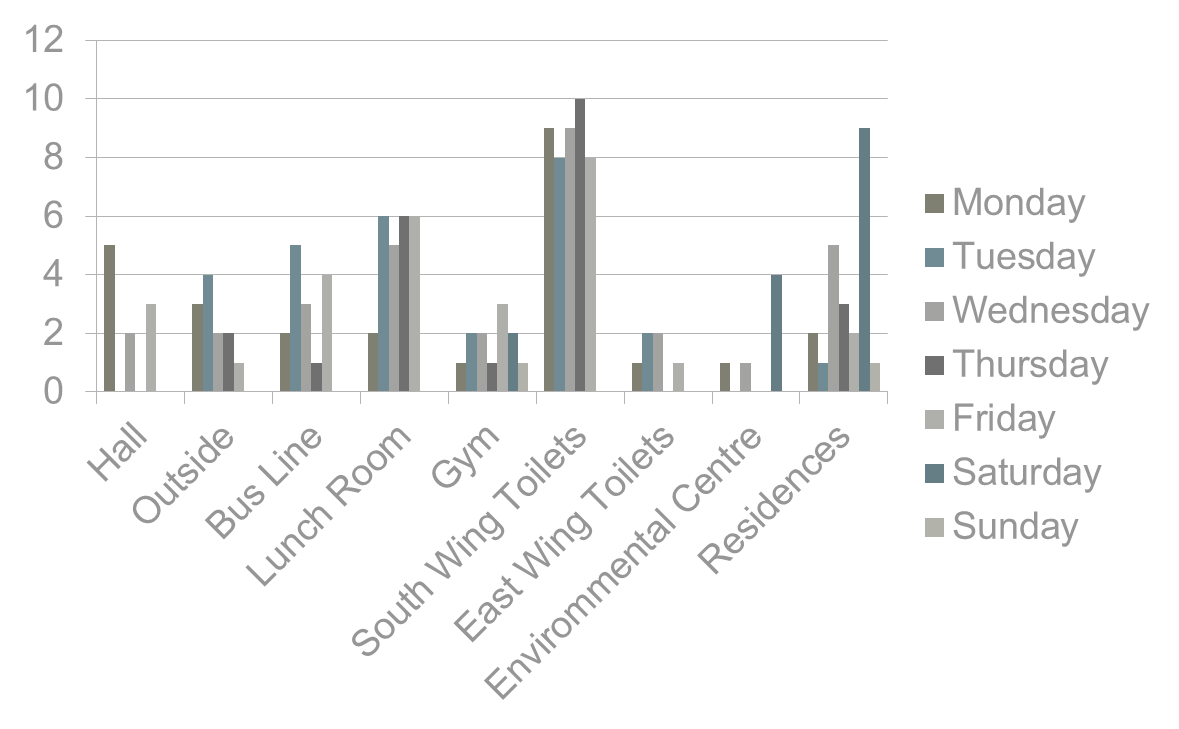 12
10
8
6
4
2
0
Hall
Outside
Bus Line
Lunch Room
Gym
South Wing Toilets
East Wing Toilets
Envirommental Centre
Residences
Monday
Tuesday
Wednesday
Thursday
Friday
Saturday
Sunday